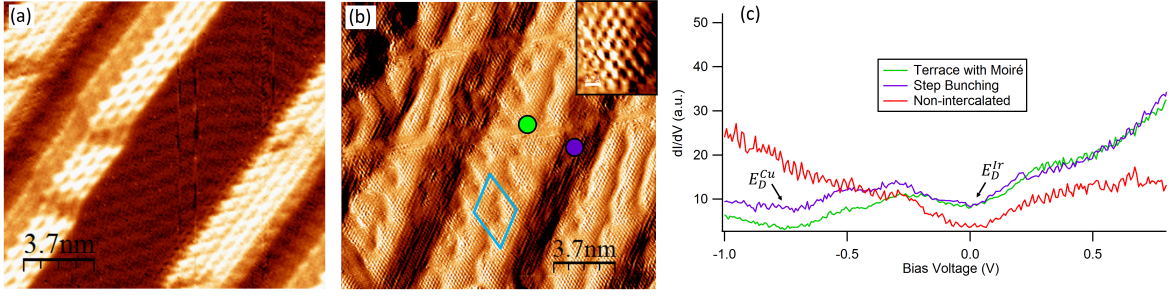 (a)
3.7nm
(b)
3.7nm
(c)
50
40
30
20
10
dI/dV (a.u.)
Terrace with Moiré
Step Bunching
Non-intercalated
E_D^Cu
E_D^Ir
-1.0
-0.5
0.0
0.5
Bias Voltage (V)